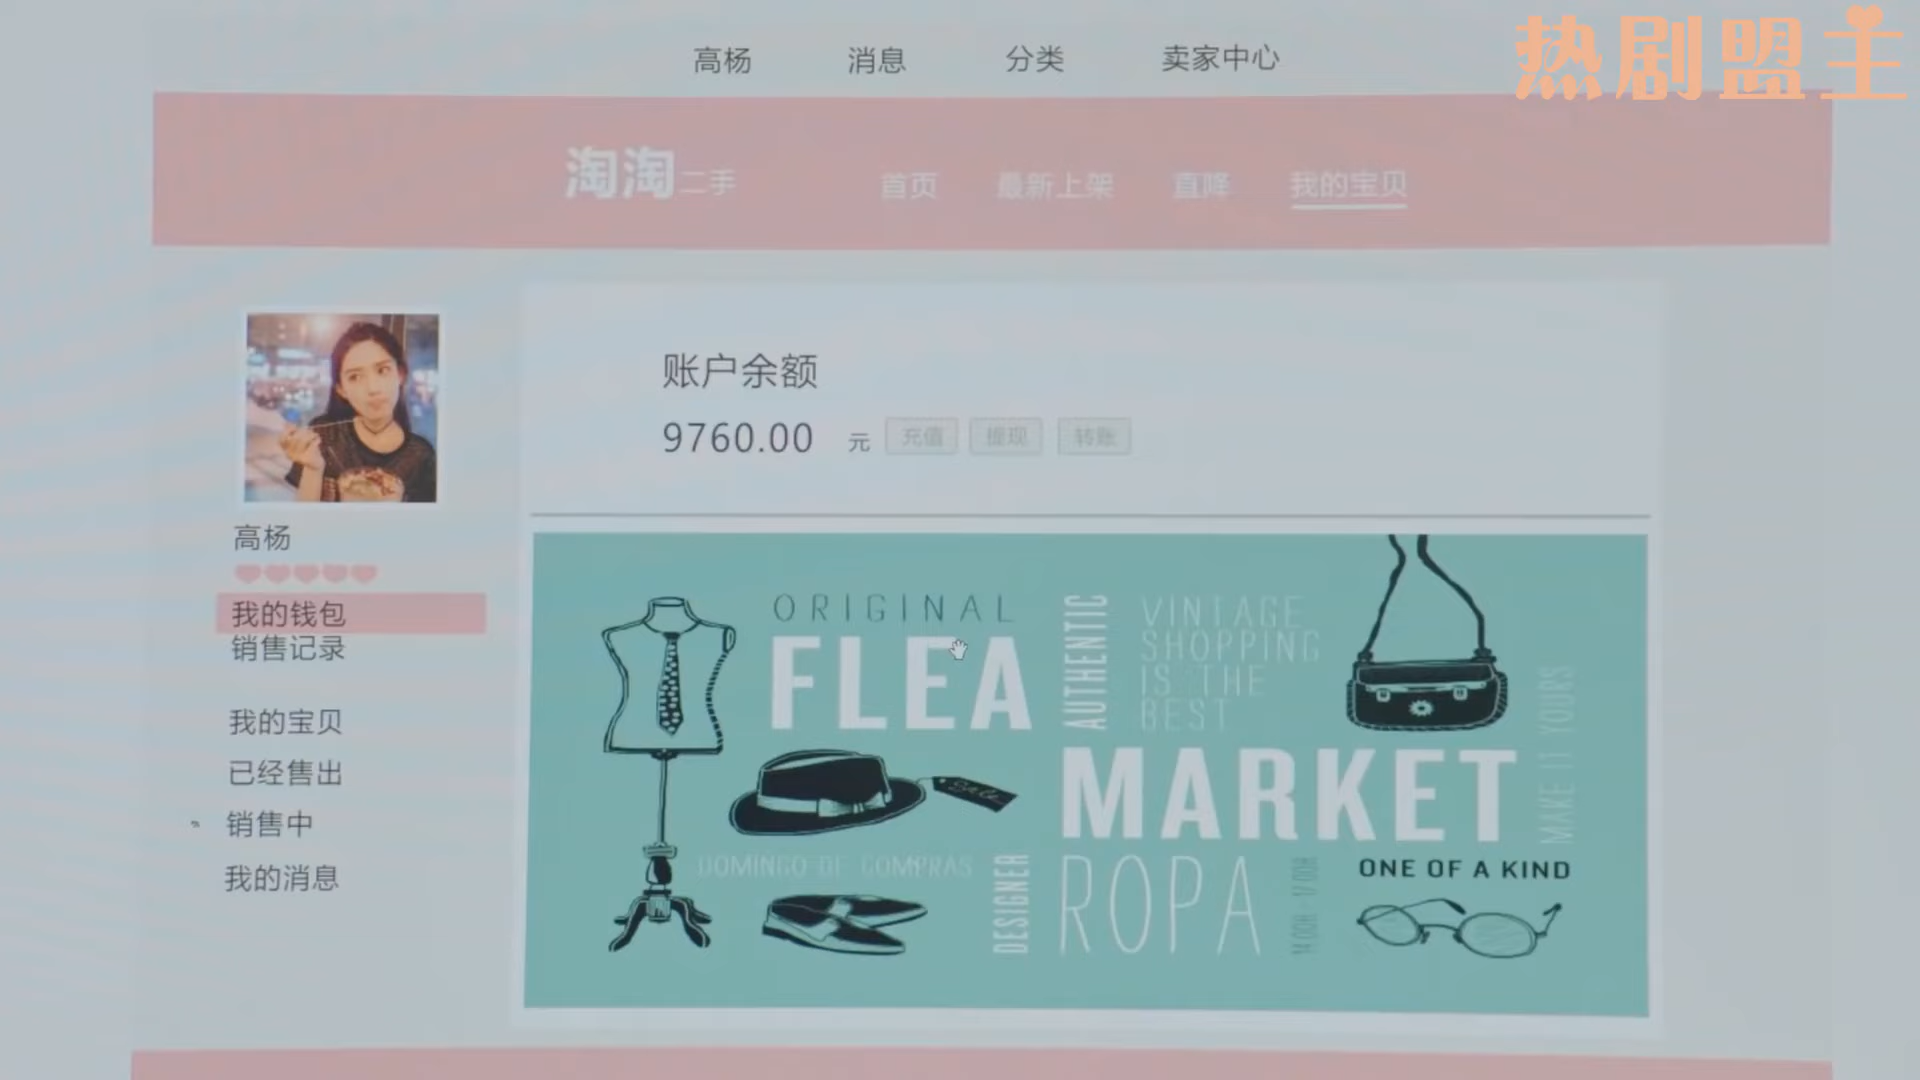 热剧盟主
高杨 消息 分类 卖家中心
淘淘二手 首页 最新上架 直降 我的宝贝
账户余额
9760.00 元 充值 提现 转账
高杨
我的钱包
销售记录
我的宝贝
已经售出
销售中
我的消息
ORIGINAL
FLEA
AUTHENTIC
VINTAGE
SHOPPING
IS THE
BEST
MAKE IT YOURS
Sale
MARKET
DOMINGO DE COMPRAS
DESIGNER
ROPA
ONE OF A KIND